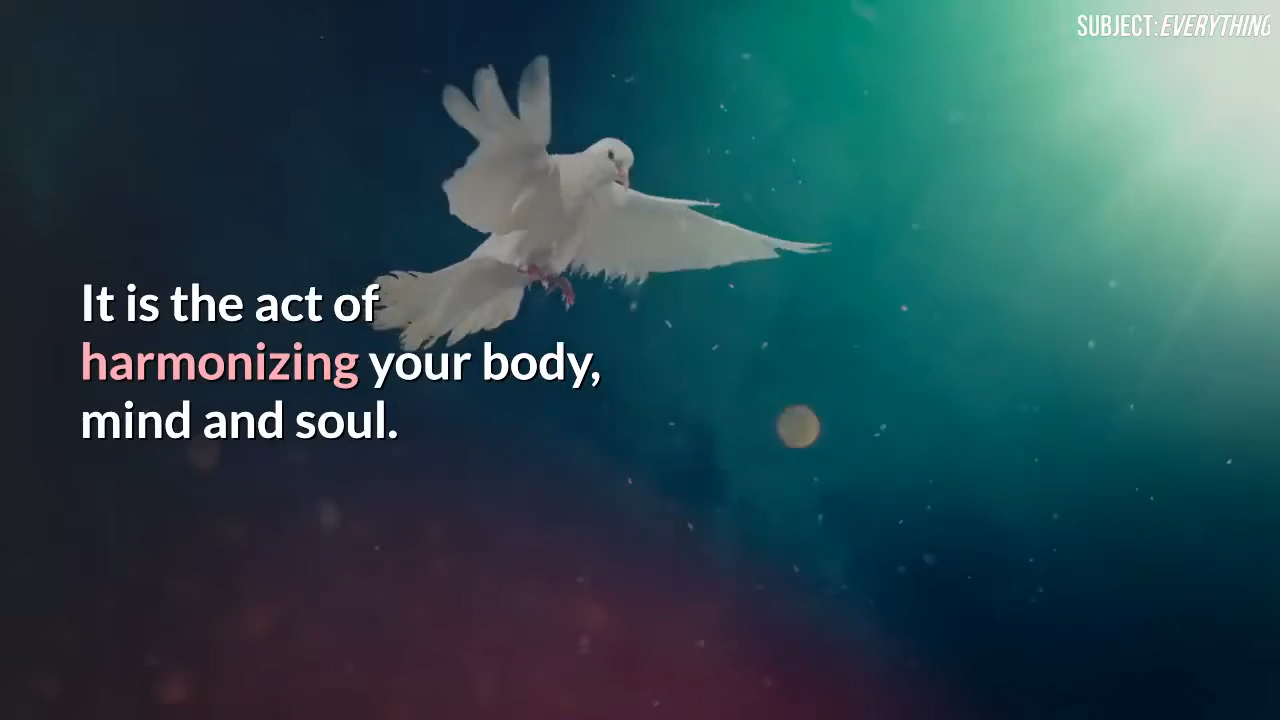 SUBJECT: EVERYTHING
It is the act of
harmonizing your body,
mind and soul.